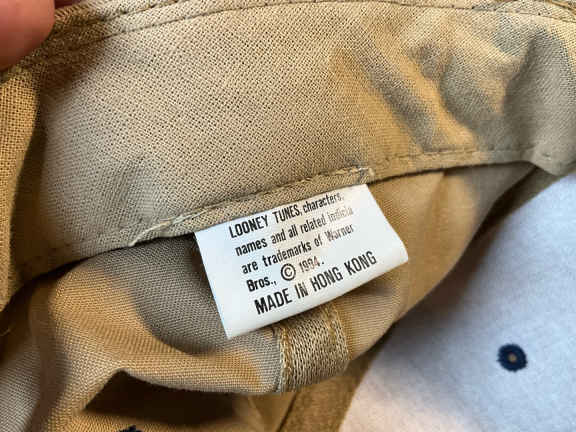 LOONEY TUNES, characters,
names and all related indicia
are trademarks of Warner
Bros., © 1994.
MADE IN HONG KONG